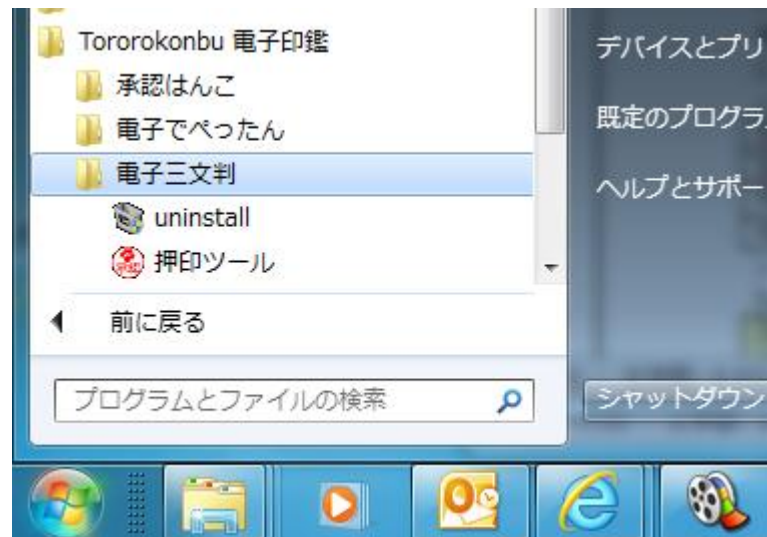 Tororokonbu 電子印鑑
承認はんこ
電子でぺったん
電子三文判
uninstall
押印ツール
前に戻る
プログラムとファイルの検索
デバイスとプリ
既定のプログラ
ヘルプとサポー
シャットダウン